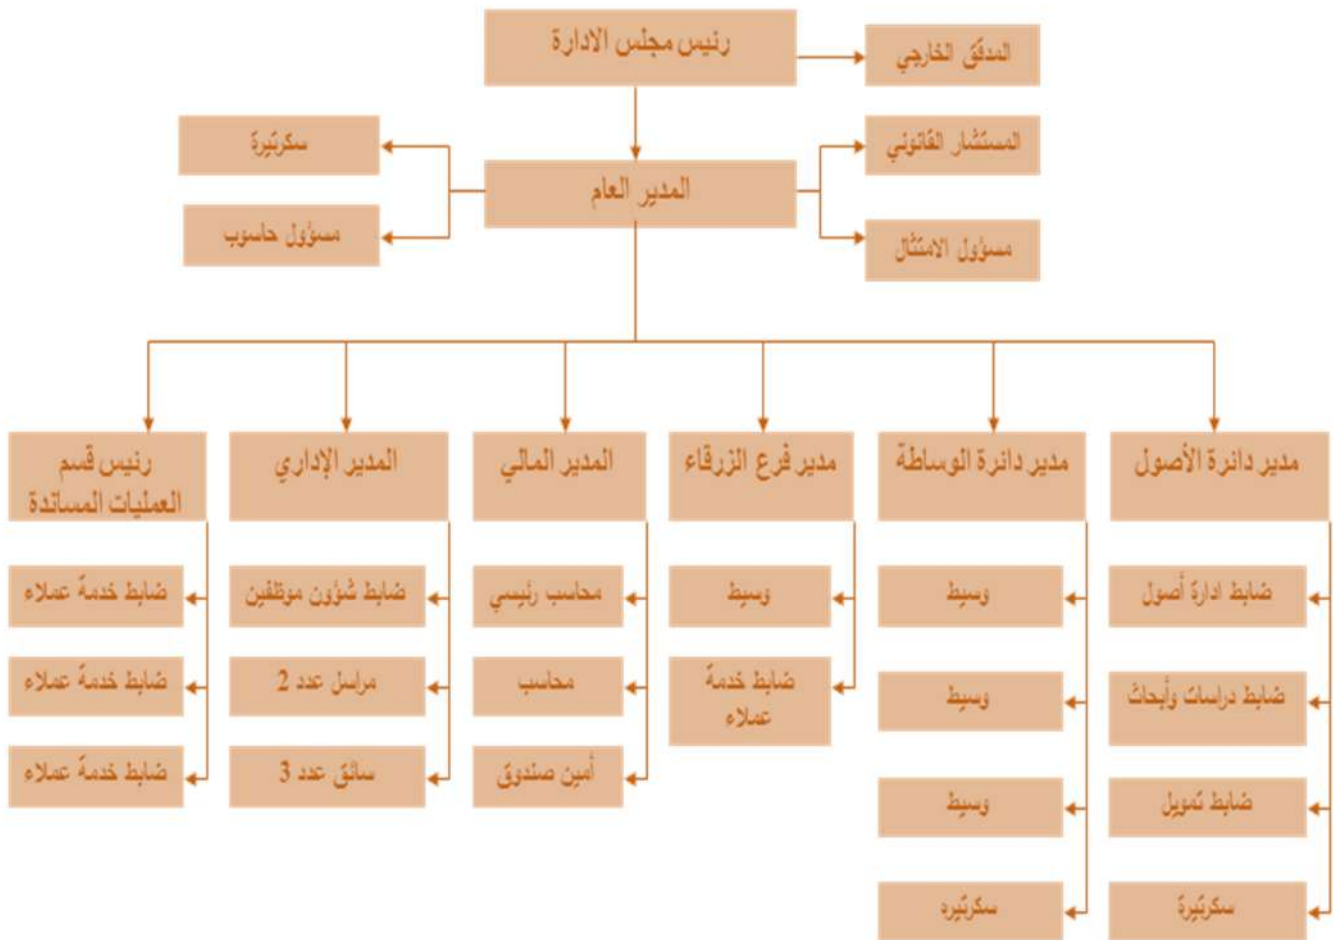 رئيس مجلس الادارة
المدقق الخارجي
المستشار القانوني
سكرتيرة
المدير العام
مسؤول الامتثال
مسؤول حاسوب
مدير دائرة الأصول
مدير دائرة الوساطة
مدير فرع الزرقاء
المدير المالي
المدير الإداري
رئيس قسم
العمليات المساندة
ضابط ادارة أصول
وسيط
وسيط
محاسب رئيسي
ضابط شؤون موظفين
ضابط خدمة عملاء
ضابط دراسات وأبحاث
وسيط
ضابط خدمة
عملاء
محاسب
مراسل عدد 2
ضابط خدمة عملاء
ضابط تمويل
وسيط
أمين صندوق
سائق عدد 3
ضابط خدمة عملاء
سكرتيرة
سكرتيره